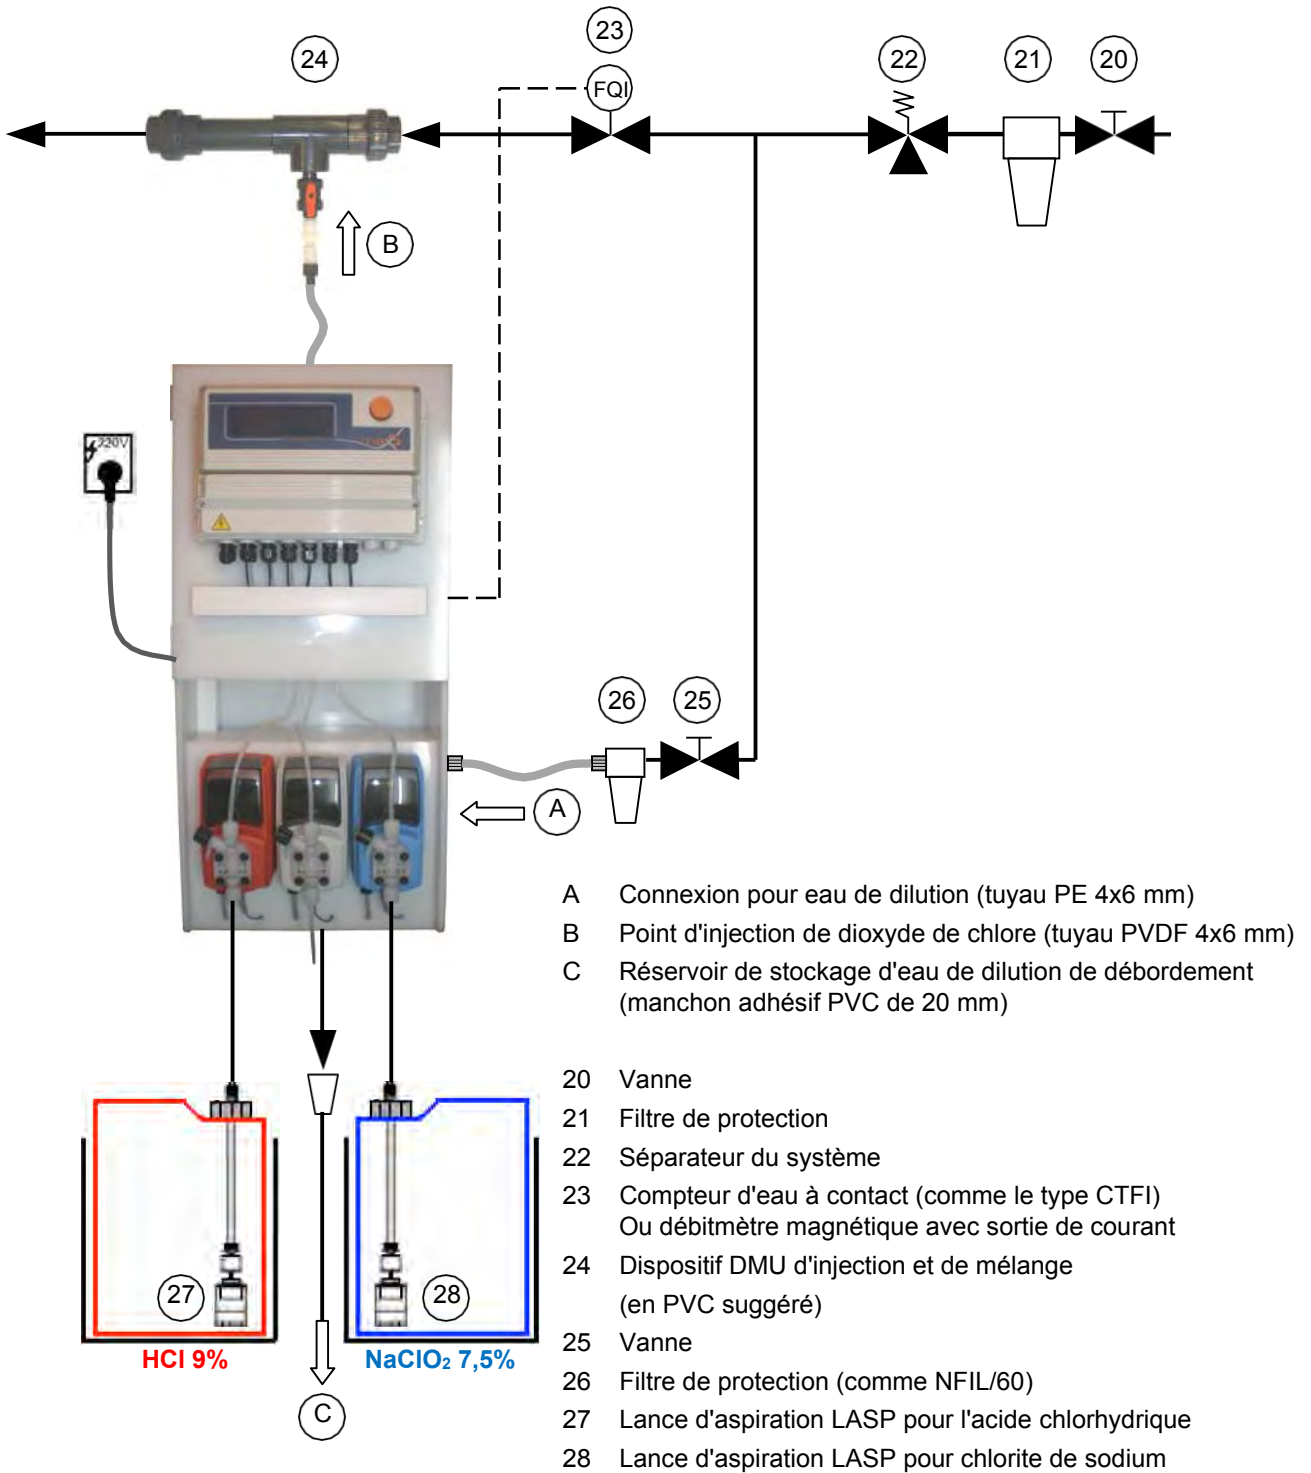 23
24
22
21
20
FQI
B
220V
26
25
A
A Connexion pour eau de dilution (tuyau PE 4x6 mm)
B Point d'injection de dioxyde de chlore (tuyau PVDF 4x6 mm)
C Réservoir de stockage d'eau de dilution de débordement
(manchon adhésif PVC de 20 mm)
20 Vanne
21 Filtre de protection
22 Séparateur du système
23 Compteur d'eau à contact (comme le type CTFI)
Ou débitmètre magnétique avec sortie de courant
24 Dispositif DMU d'injection et de mélange
(en PVC suggéré)
25 Vanne
26 Filtre de protection (comme NFIL/60)
27 Lance d'aspiration LASP pour l'acide chlorhydrique
28 Lance d'aspiration LASP pour chlorite de sodium
27
28
HCl 9%
NaClO₂ 7,5%
C